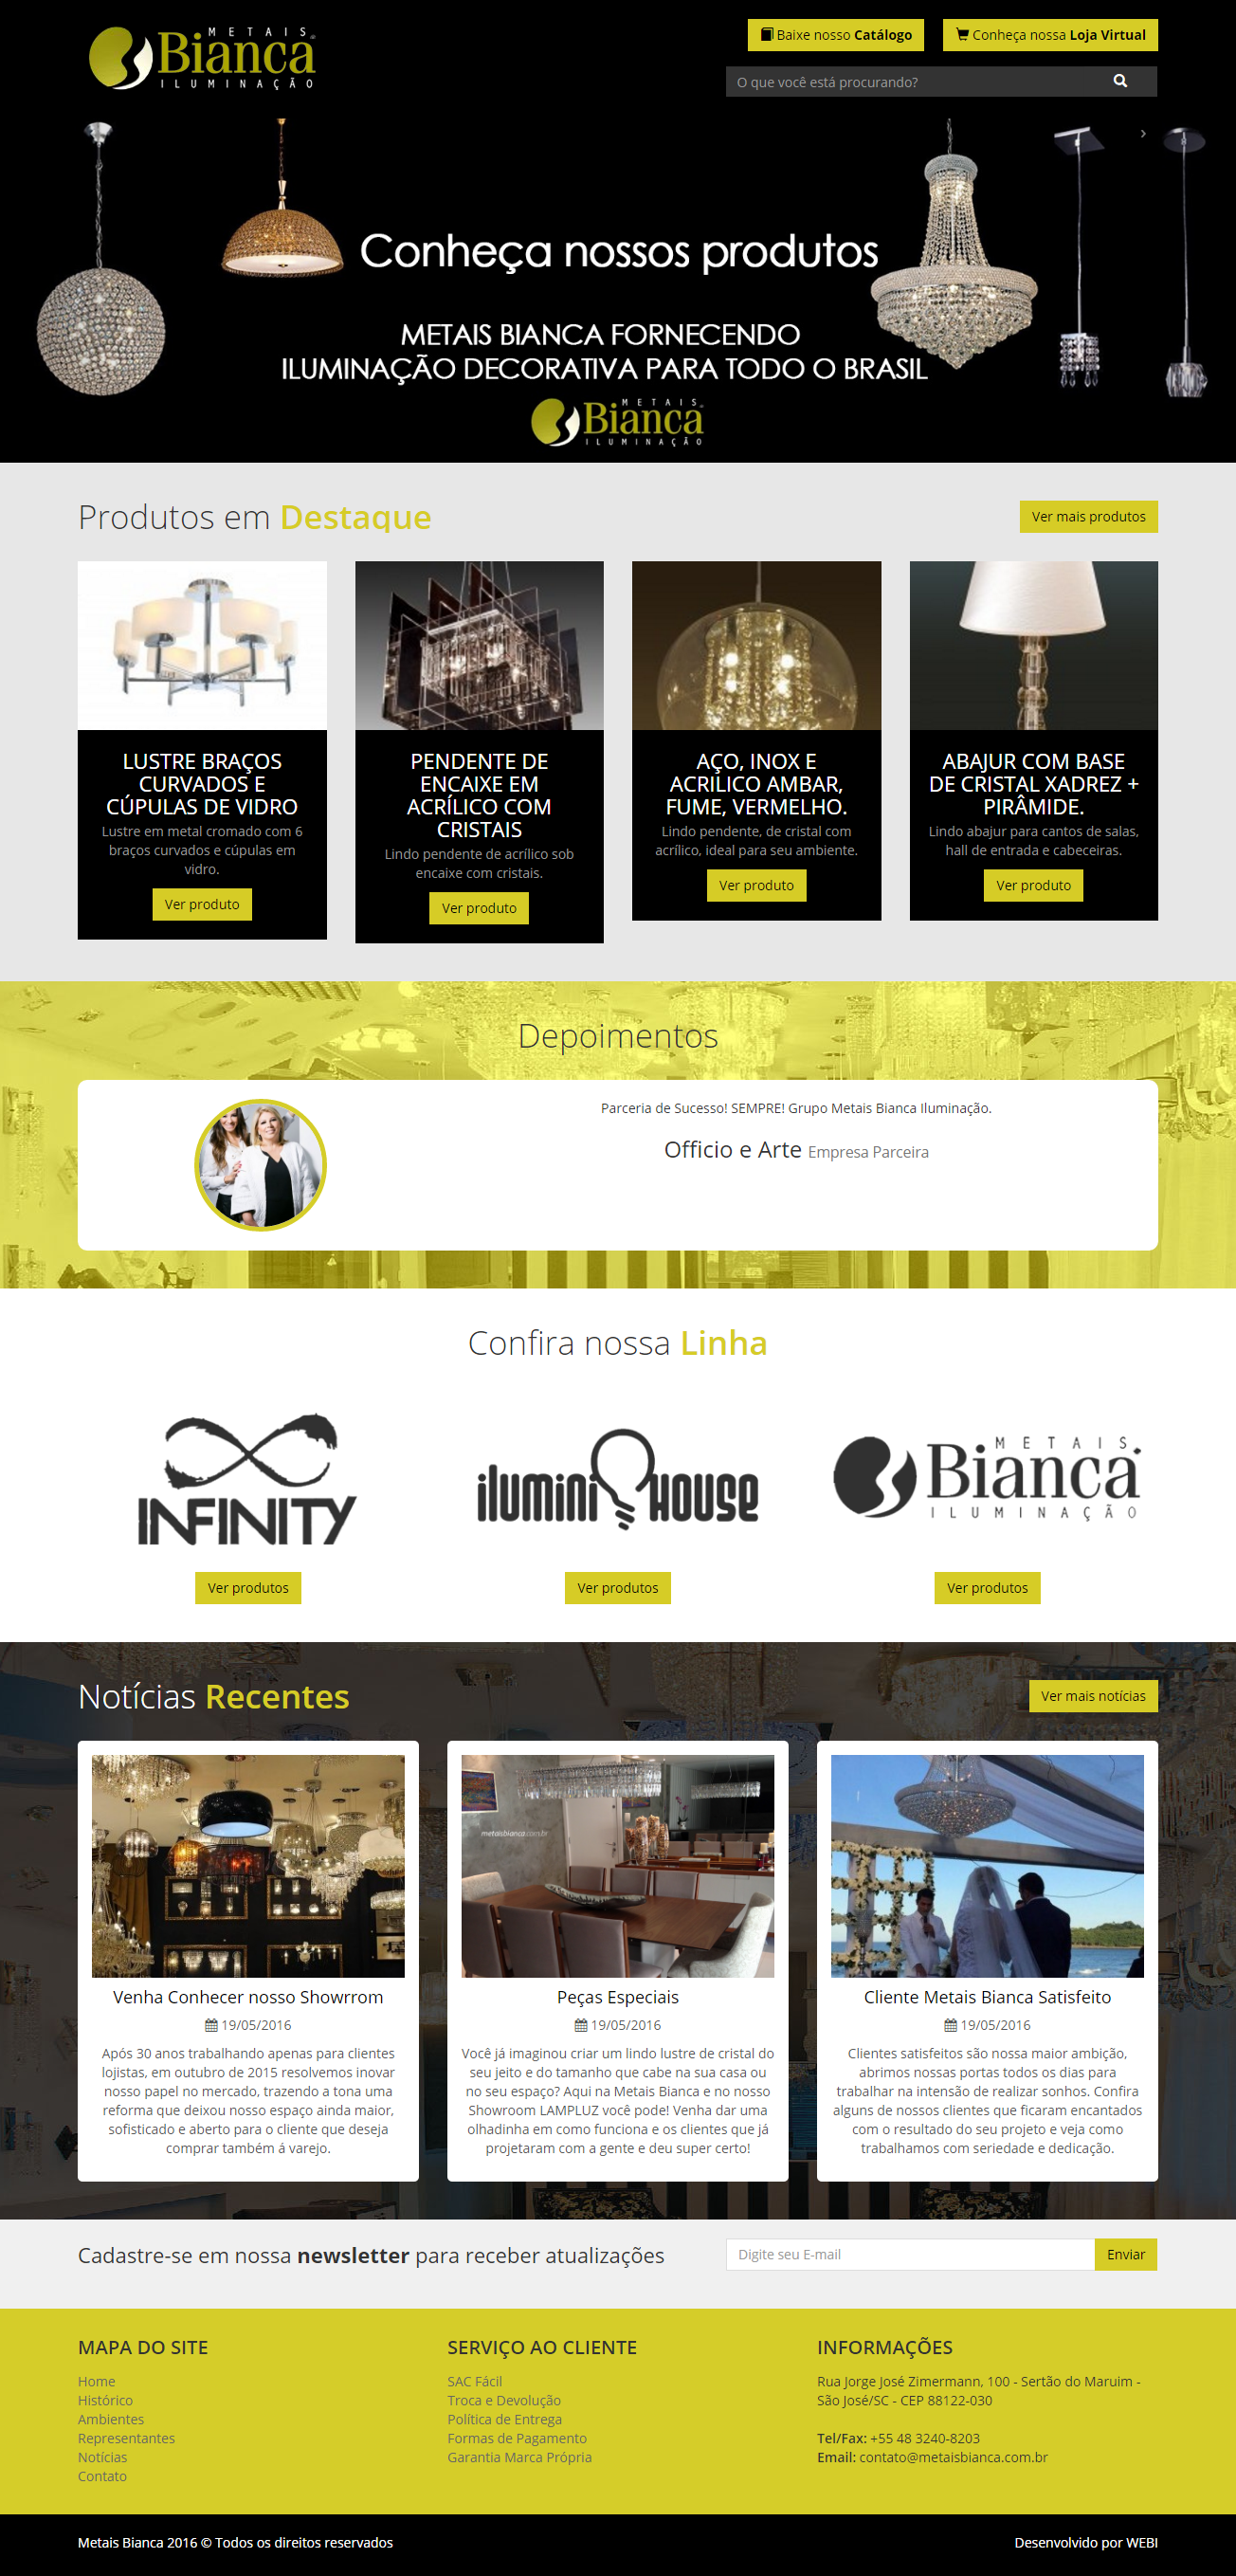 METAIS
Bianca
ILUMINAÇÃO
Baixe nosso Catálogo
Conheça nossa Loja Virtual
O que você está procurando?
Conheça nossos produtos
METAIS BIANCA FORNECENDO
ILUMINAÇÃO DECORATIVA PARA TODO O BRASIL
METAIS
Bianca
ILUMINAÇÃO
Produtos em Destaque
Ver mais produtos
LUSTRE BRAÇOS
CURVADOS E
CÚPULAS DE VIDRO
Lustre em metal cromado com 6
braços curvados e cúpulas em
vidro.
Ver produto
PENDENTE DE
ENCAIXE EM
ACRÍLICO COM
CRISTAIS
Lindo pendente de acrílico sob
encaixe com cristais.
Ver produto
AÇO, INOX E
ACRILICO AMBAR,
FUME, VERMELHO.
Lindo pendente, de cristal com
acrílico, ideal para seu ambiente.
Ver produto
ABAJUR COM BASE
DE CRISTAL XADREZ +
PIRÂMIDE.
Lindo abajur para cantos de salas,
hall de entrada e cabeceiras.
Ver produto
Depoimentos
Parceria de Sucesso! SEMPRE! Grupo Metais Bianca Iluminação.
Officio e Arte Empresa Parceira
Confira nossa Linha
INFINITY
ilumini HOUSE
METAIS
Bianca
ILUMINAÇÃO
Ver produtos
Ver produtos
Ver produtos
Notícias Recentes
Ver mais notícias
metaisbianca.com.br
Venha Conhecer nosso Showrrom
19/05/2016
Após 30 anos trabalhando apenas para clientes
lojistas, em outubro de 2015 resolvemos inovar
nosso papel no mercado, trazendo a tona uma
reforma que deixou nosso espaço ainda maior,
sofisticado e aberto para o cliente que deseja
comprar também á varejo.
Peças Especiais
19/05/2016
Você já imaginou criar um lindo lustre de cristal do
seu jeito e do tamanho que cabe na sua casa ou
no seu espaço? Aqui na Metais Bianca e no nosso
Showroom LAMPLUZ você pode! Venha dar uma
olhadinha em como funciona e os clientes que já
projetaram com a gente e deu super certo!
Cliente Metais Bianca Satisfeito
19/05/2016
Clientes satisfeitos são nossa maior ambição,
abrimos nossas portas todos os dias para
trabalhar na intensão de realizar sonhos. Confira
alguns de nossos clientes que ficaram encantados
com o resultado do seu projeto e veja como
trabalhamos com seriedade e dedicação.
Cadastre-se em nossa newsletter para receber atualizações
Digite seu E-mail
Enviar
MAPA DO SITE
Home
Histórico
Ambientes
Representantes
Notícias
Contato
SERVIÇO AO CLIENTE
SAC Fácil
Troca e Devolução
Política de Entrega
Formas de Pagamento
Garantia Marca Própria
INFORMAÇÕES
Rua Jorge José Zimermann, 100 - Sertão do Maruim -
São José/SC - CEP 88122-030
Tel/Fax: +55 48 3240-8203
Email: contato@metaisbianca.com.br
Metais Bianca 2016 © Todos os direitos reservados
Desenvolvido por WEBI